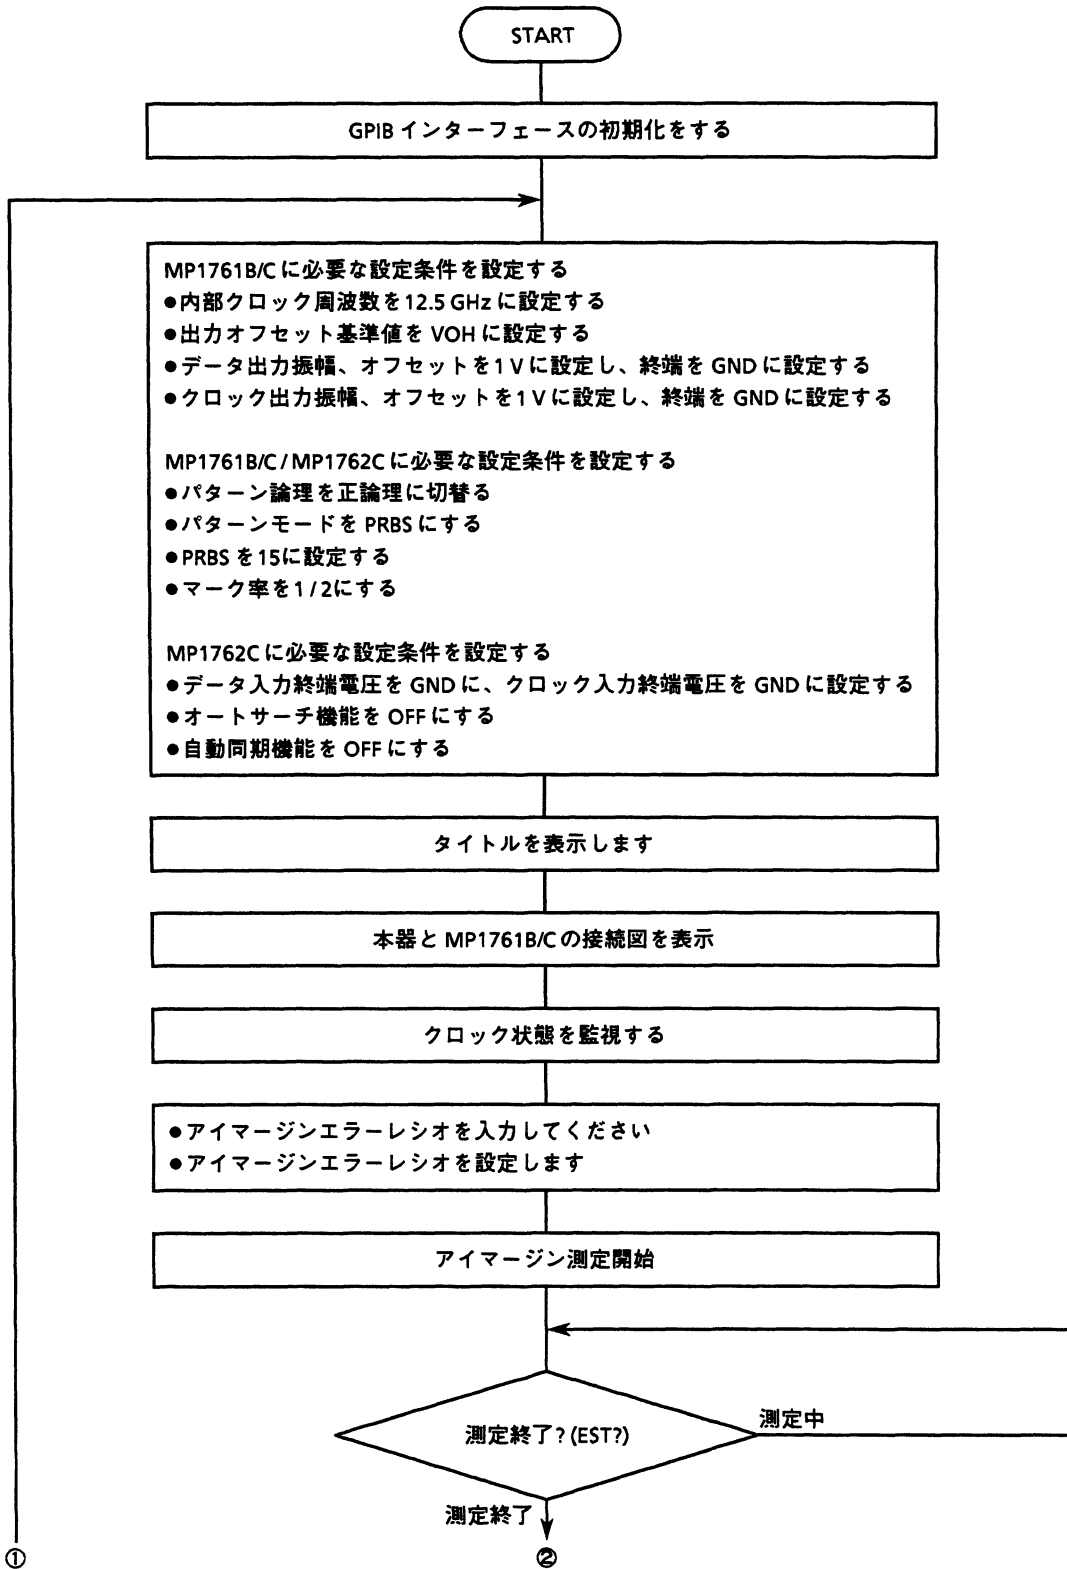 START
GPIB インターフェースの初期化をする
MP1761B/C に必要な設定条件を設定する
●内部クロック周波数を12.5 GHz に設定する
●出力オフセット基準値を VOH に設定する
●データ出力振幅、オフセットを1 V に設定し、終端を GND に設定する
●クロック出力振幅、オフセットを1 V に設定し、終端を GND に設定する
MP1761B/C / MP1762C に必要な設定条件を設定する
●パターン論理を正論理に切替る
●パターンモードを PRBS にする
●PRBS を15に設定する
●マーク率を1 / 2にする
MP1762C に必要な設定条件を設定する
●データ入力終端電圧を GND に、クロック入力終端電圧を GND に設定する
●オートサーチ機能を OFF にする
●自動同期機能を OFF にする
タイトルを表示します
本器と MP1761B/C の接続図を表示
クロック状態を監視する
●アイマージンエラーレシオを入力してください
●アイマージンエラーレシオを設定します
アイマージン測定開始
測定終了? (EST?)
測定中
測定終了
①
②